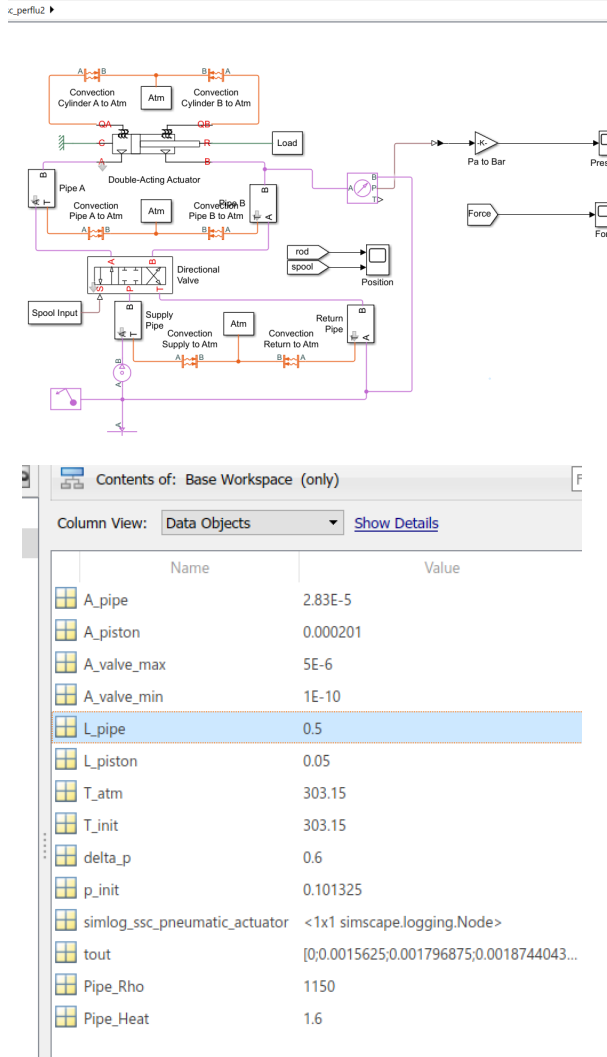 sc_perflu2
A B
B A
Convection
Cylinder A to Atm
Atm
Convection
Cylinder B to Atm
QA
QB
C
R
Load
A
B
Double-Acting Actuator
B
A T
Pipe A
Convection
Pipe A to Atm
Atm
Convection
Pipe B to Atm
Pipe B
B
T A
A B
B A
A B
S P T
Directional
Valve
Spool Input
B
A T
Supply
Pipe
Convection
Supply to Atm
Atm
Convection
Return to Atm
Return
Pipe
B
T A
A B
B A
B
A
A
A
B
P
T
-K-
Pa to Bar
Pres
Force
For
rod
spool
Position
Contents of: Base Workspace (only)
F
Column View: Data Objects Show Details
Name Value
A_pipe 2.83E-5
A_piston 0.000201
A_valve_max 5E-6
A_valve_min 1E-10
L_pipe 0.5
L_piston 0.05
T_atm 303.15
T_init 303.15
delta_p 0.6
p_init 0.101325
simlog_ssc_pneumatic_actuator <1x1 simscape.logging.Node>
tout [0;0.0015625;0.001796875;0.0018744043...
Pipe_Rho 1150
Pipe_Heat 1.6